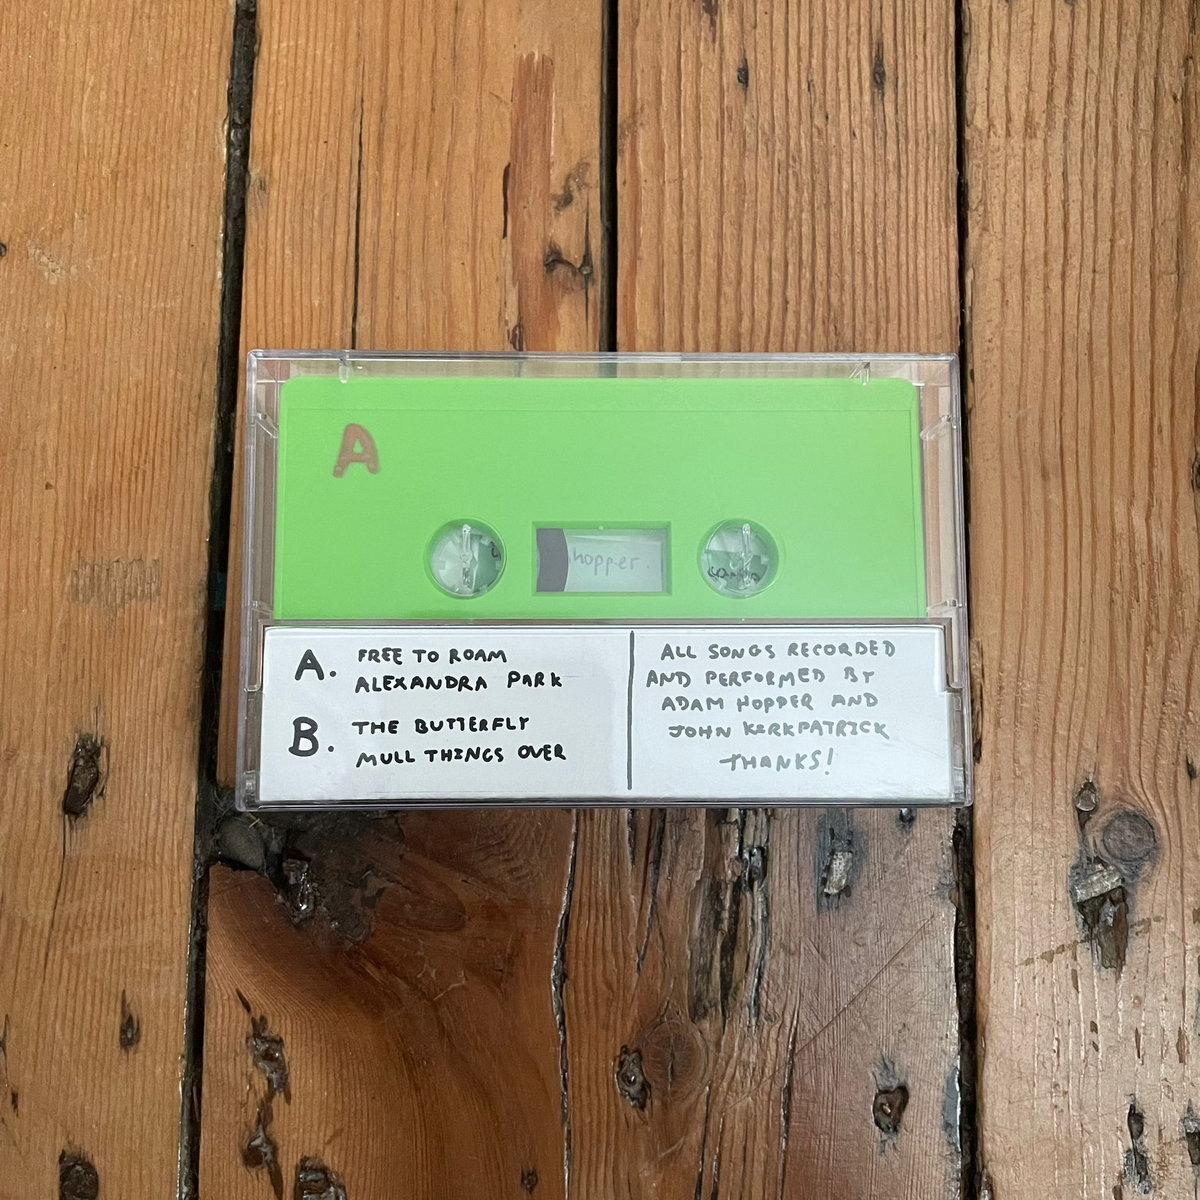 A
hopper.
A. FREE TO ROAM
ALEXANDRA PARK
B. THE BUTTERFLY
MULL THINGS OVER
ALL SONGS RECORDED
AND PERFORMED BY
ADAM HOPPER AND
JOHN KIRKPATRICK
THANKS!